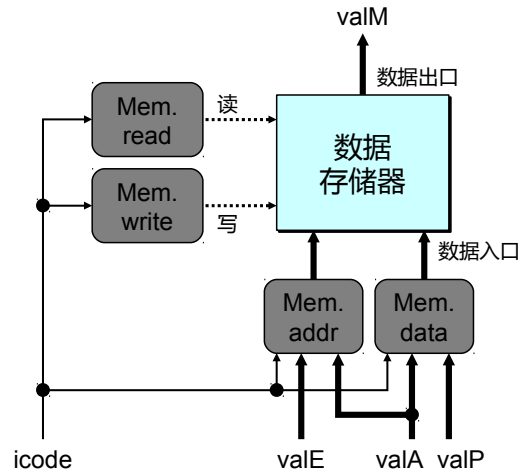 valM
数据出口
Mem.
read
读
数据
存储器
Mem.
write
写
数据入口
Mem.
addr
Mem.
data
icode
valE
valA
valP